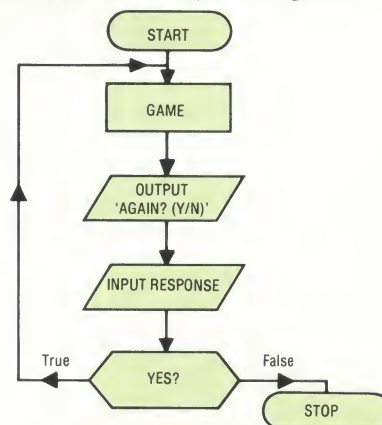 START
GAME
OUTPUT
'AGAIN? (Y/N)'
INPUT RESPONSE
True
False
YES?
STOP